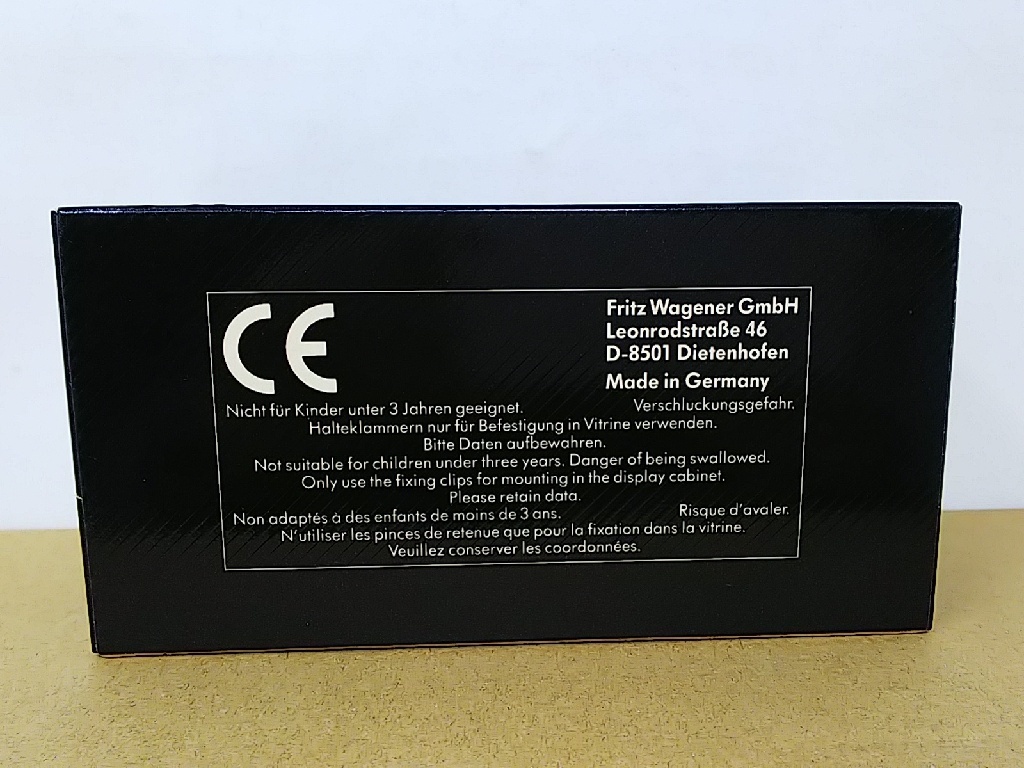 CE
Fritz Wagener GmbH
Leonrodstraße 46
D-8501 Dietenhofen
Made in Germany
Nicht für Kinder unter 3 Jahren geeignet. Verschluckungsgefahr.
Halteklammern nur für Befestigung in Vitrine verwenden.
Bitte Daten aufbewahren.
Not suitable for children under three years. Danger of being swallowed.
Only use the fixing clips for mounting in the display cabinet.
Please retain data.
Non adaptés à des enfants de moins de 3 ans. Risque d'avaler.
N'utiliser les pinces de retenue que pour la fixation dans la vitrine.
Veuillez conserver les coordonnées.